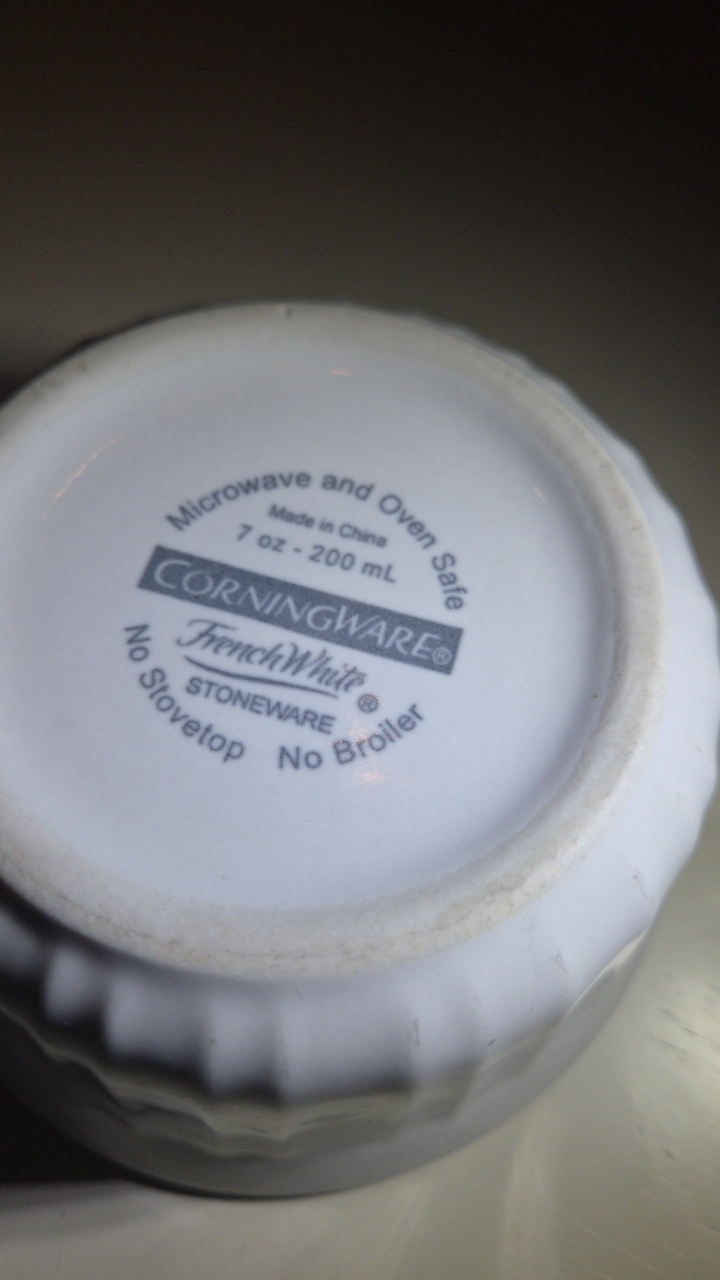 Microwave and Oven Safe
Made in China
7 oz - 200 mL
CORNINGWARE®
French White®
STONEWARE
No Stovetop No Broiler